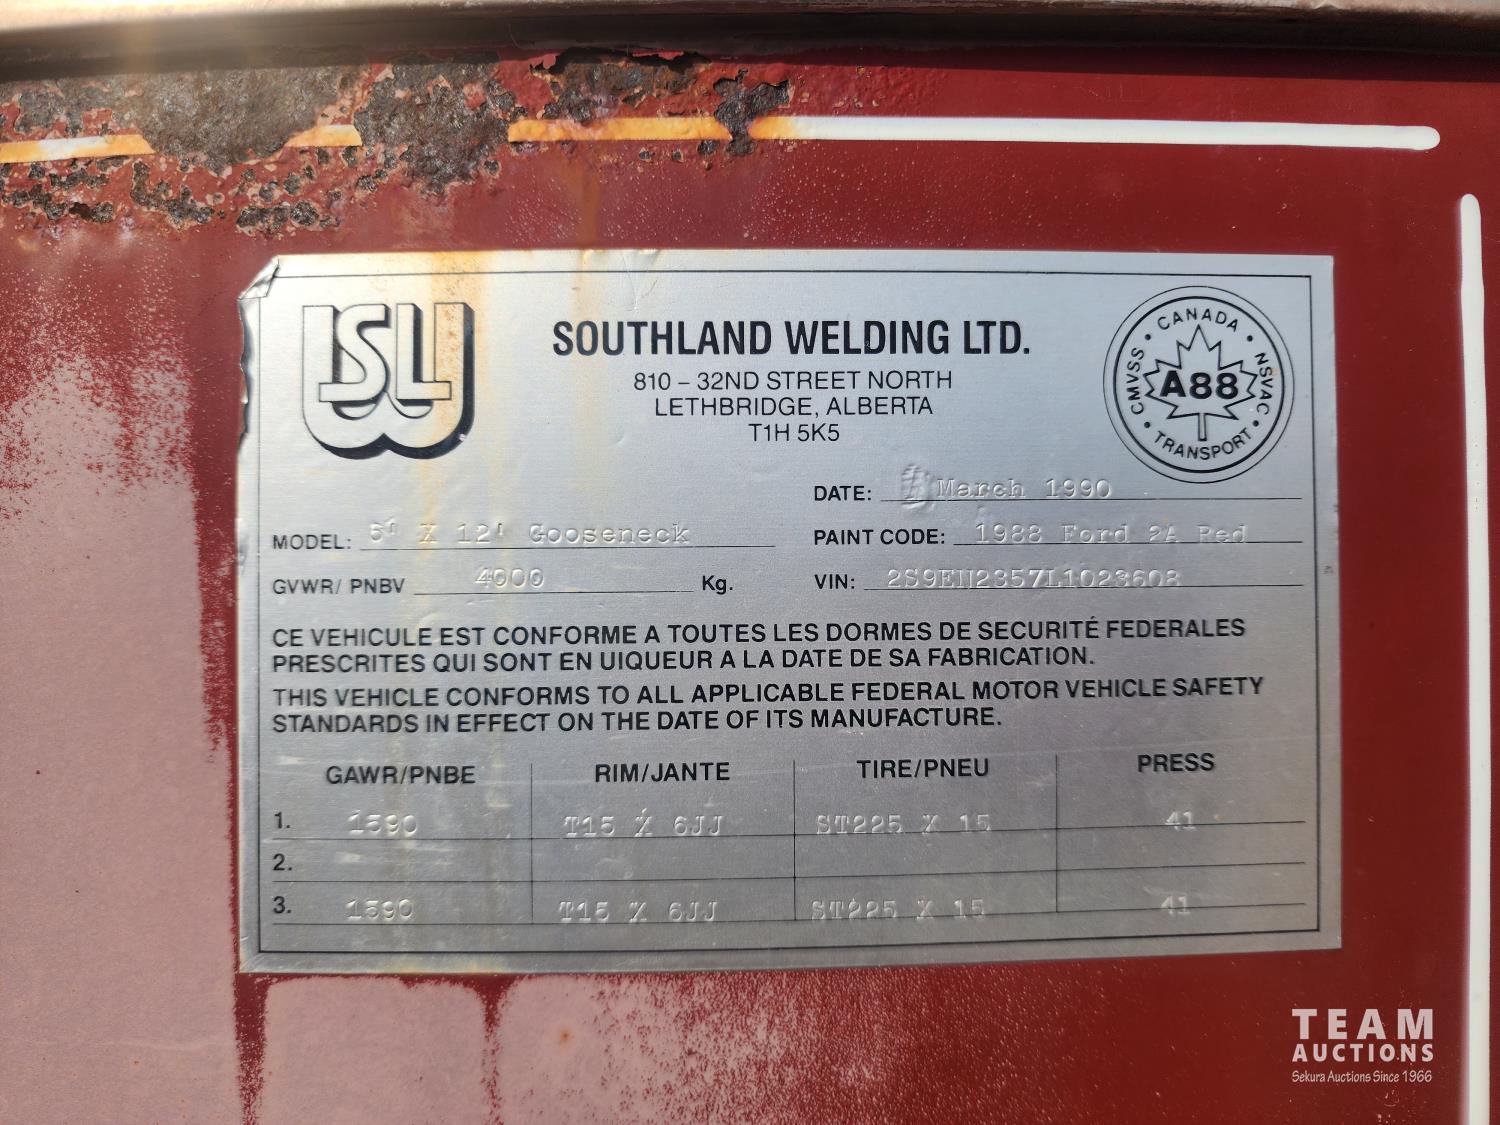 SLW
SOUTHLAND WELDING LTD.
810 – 32ND STREET NORTH
LETHBRIDGE, ALBERTA
T1H 5K5
CANADA
CMVSS A88 NSVAC
TRANSPORT
DATE: March 1990
MODEL: 5' X 12' Gooseneck
PAINT CODE: 1988 Ford 2A Red
GVWR/ PNBV 4000 Kg.
VIN: 2S9EN2357L1023608
CE VEHICULE EST CONFORME A TOUTES LES DORMES DE SECURITÉ FEDERALES
PRESCRITES QUI SONT EN UIQUEUR A LA DATE DE SA FABRICATION.
THIS VEHICLE CONFORMS TO ALL APPLICABLE FEDERAL MOTOR VEHICLE SAFETY
STANDARDS IN EFFECT ON THE DATE OF ITS MANUFACTURE.
GAWR/PNBE RIM/JANTE TIRE/PNEU PRESS
1. 1590 T15 X 6JJ ST225 X 15 41
2.
3. 1590 T15 X 6JJ ST225 X 15 41
TEAM
AUCTIONS
Sekura Auctions Since 1966